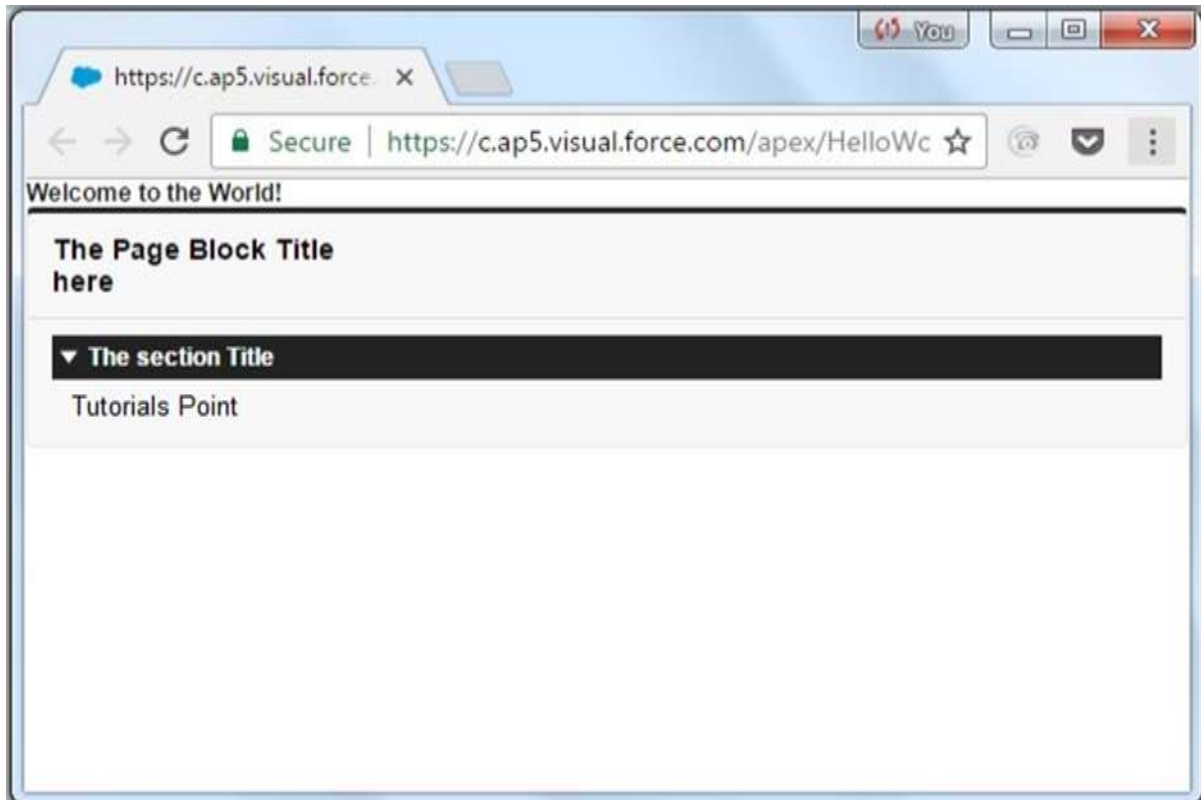 You
https://c.ap5.visual.force.
Secure | https://c.ap5.visual.force.com/apex/HelloWc
Welcome to the World!
The Page Block Title
here
The section Title
Tutorials Point